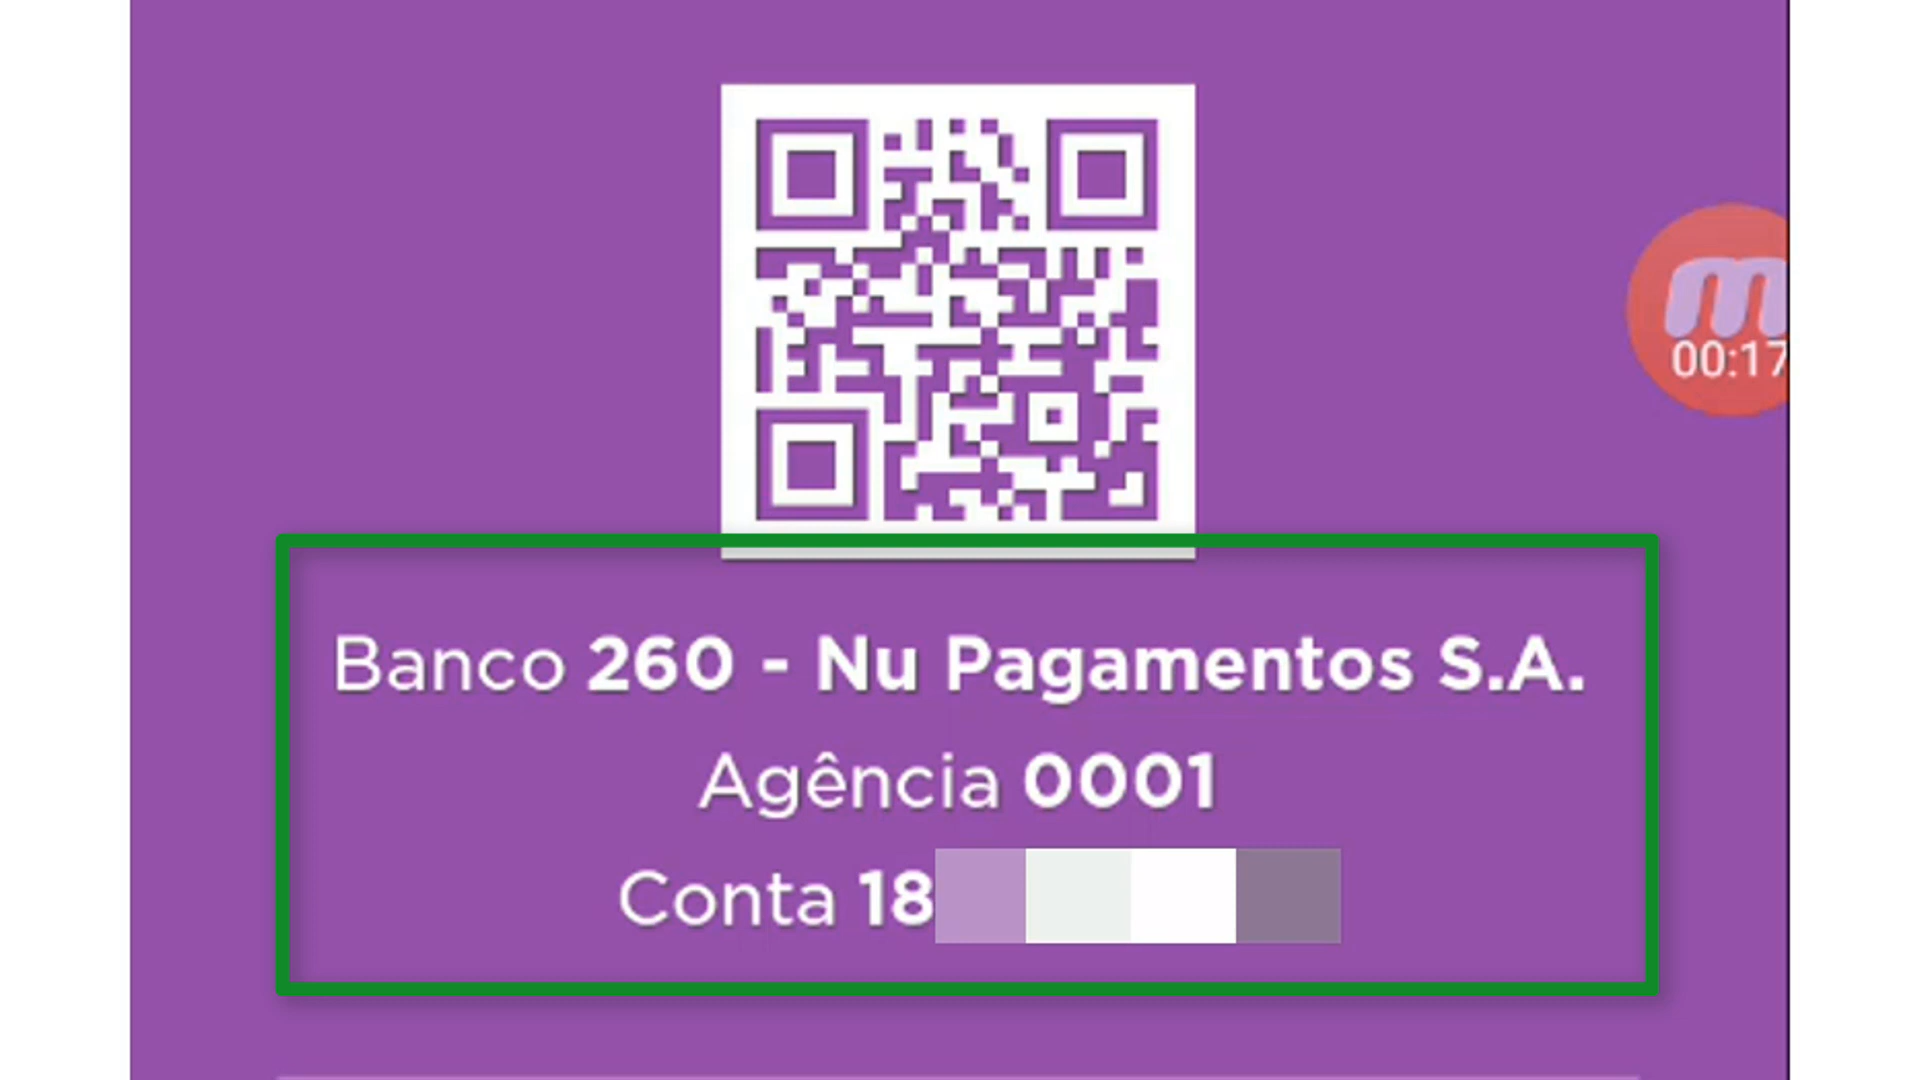 m
00:17
Banco 260 - Nu Pagamentos S.A.
Agência 0001
Conta 18